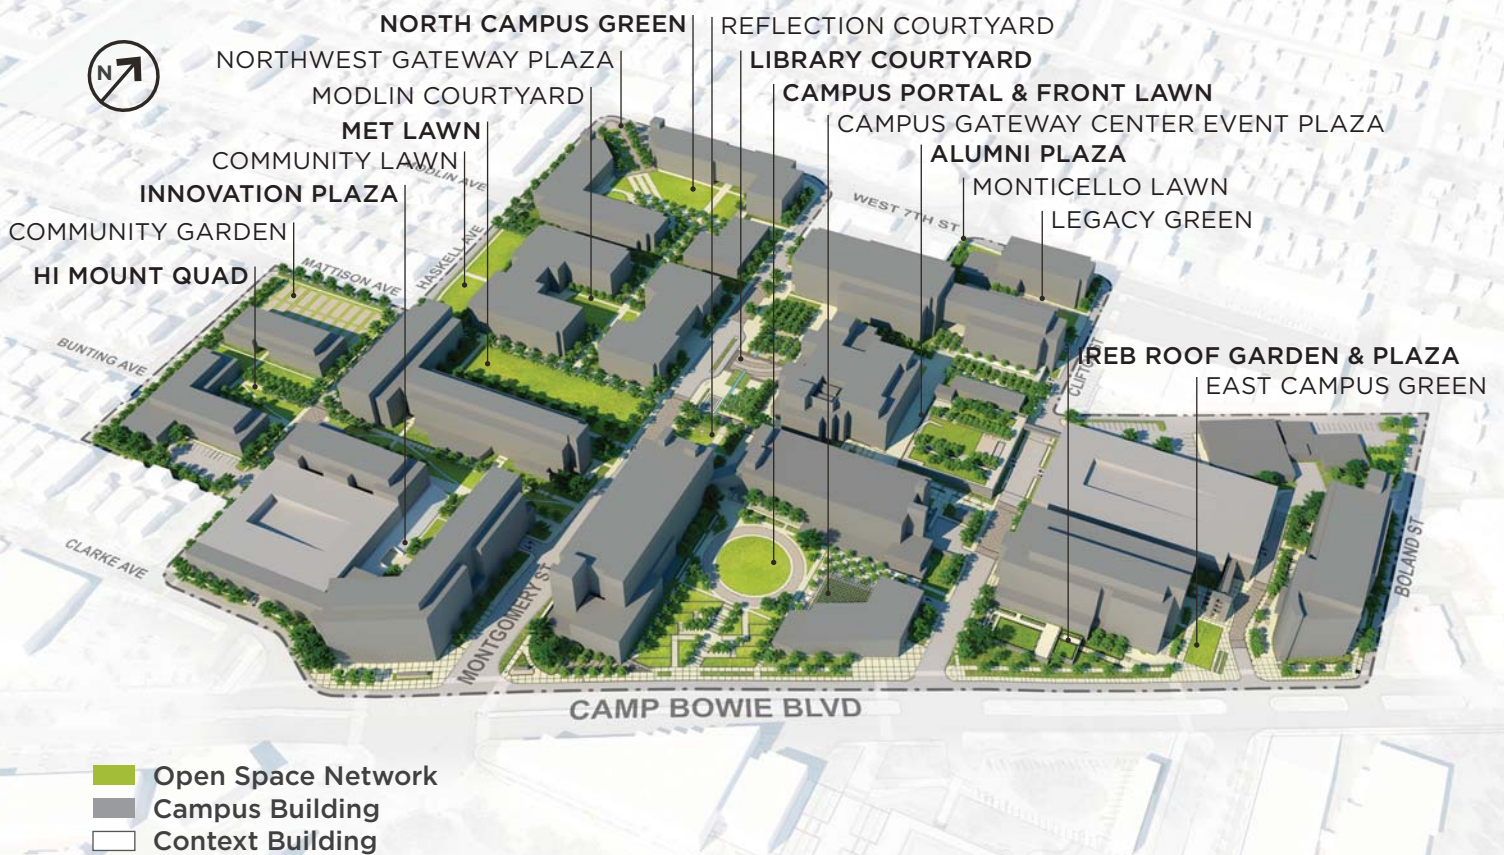 NORTH CAMPUS GREEN
REFLECTION COURTYARD
NORTHWEST GATEWAY PLAZA
LIBRARY COURTYARD
MODLIN COURTYARD
CAMPUS PORTAL & FRONT LAWN
MET LAWN
CAMPUS GATEWAY CENTER EVENT PLAZA
COMMUNITY LAWN
ALUMNI PLAZA
INNOVATION PLAZA
MONTICELLO LAWN
COMMUNITY GARDEN
LEGACY GREEN
HI MOUNT QUAD
IREB ROOF GARDEN & PLAZA
EAST CAMPUS GREEN
N
MODLIN AVE
WEST 7TH ST
HASKELL AVE
MATTISON AVE
BUNTING AVE
CLIFTON ST
CLARKE AVE
MONTGOMERY ST
BOLAND ST
CAMP BOWIE BLVD
Open Space Network
Campus Building
Context Building